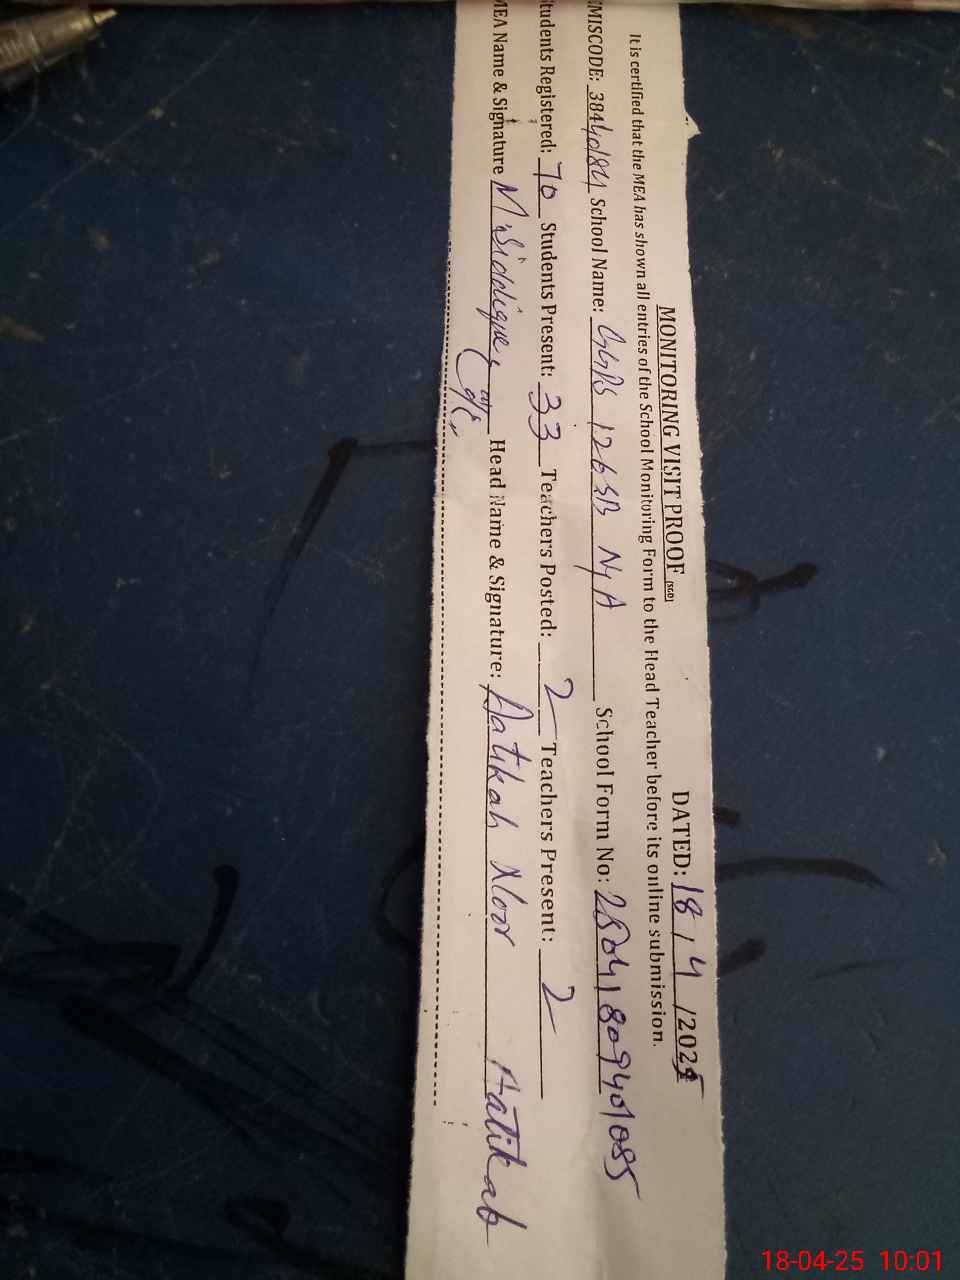 MONITORING VISIT PROOF [SGD] DATED: 18 / 4 /2025
It is certified that the MEA has shown all entries of the School Monitoring Form to the Head Teacher before its online submission.
EMISCODE: 38440184 School Name: GGPS 126 SB School Form No: 25041809401085
Students Registered: 70 Students Present: 33 Teachers Posted: 2 Teachers Present: 2
MEA Name & Signature M Siddique, Head Name & Signature: Aatikah Noor Aatikah
18-04-25 10:01